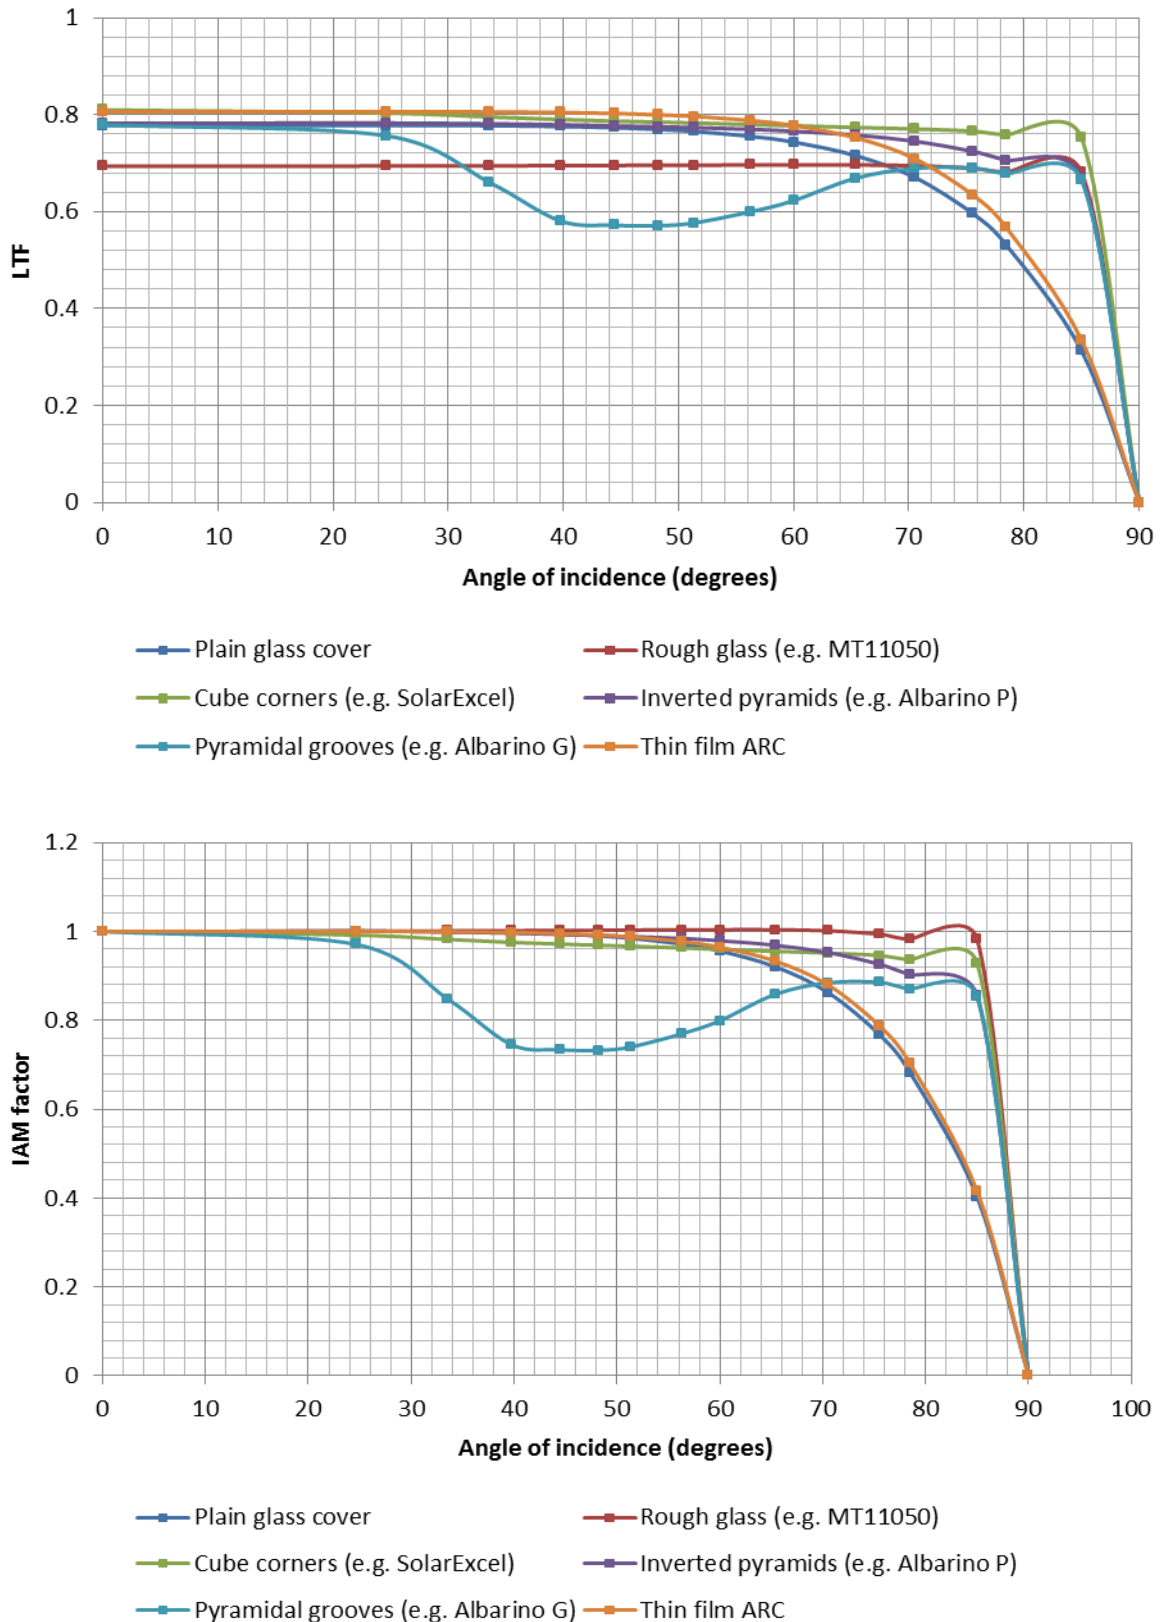 1
0.8
0.6
0.4
0.2
0
LTF
0 10 20 30 40 50 60 70 80 90
Angle of incidence (degrees)
Plain glass cover Rough glass (e.g. MT11050)
Cube corners (e.g. SolarExcel) Inverted pyramids (e.g. Albarino P)
Pyramidal grooves (e.g. Albarino G) Thin film ARC
1.2
1
0.8
0.6
0.4
0.2
0
IAM factor
0 10 20 30 40 50 60 70 80 90 100
Angle of incidence (degrees)
Plain glass cover Rough glass (e.g. MT11050)
Cube corners (e.g. SolarExcel) Inverted pyramids (e.g. Albarino P)
Pyramidal grooves (e.g. Albarino G) Thin film ARC